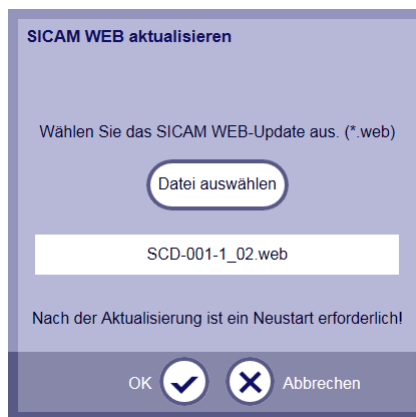 SICAM WEB aktualisieren
Wählen Sie das SICAM WEB-Update aus. (*.web)
Datei auswählen
SCD-001-1_02.web
Nach der Aktualisierung ist ein Neustart erforderlich!
OK Abbrechen